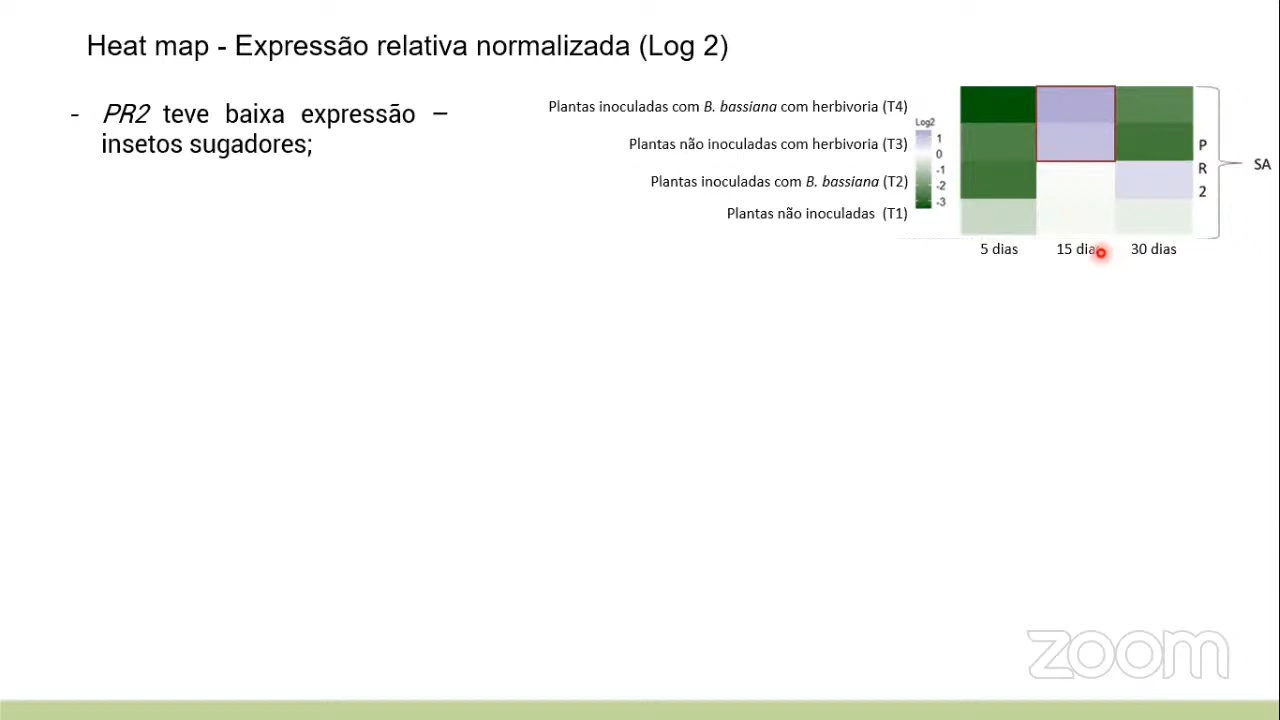 Heat map - Expressão relativa normalizada (Log 2)
- PR2 teve baixa expressão –
insetos sugadores;
Plantas inoculadas com B. bassiana com herbivoria (T4)
Plantas não inoculadas com herbivoria (T3)
Plantas inoculadas com B. bassiana (T2)
Plantas não inoculadas (T1)
Log2
1
0
-1
-2
-3
P
R
2
SA
5 dias
15 dia
30 dias
zoom